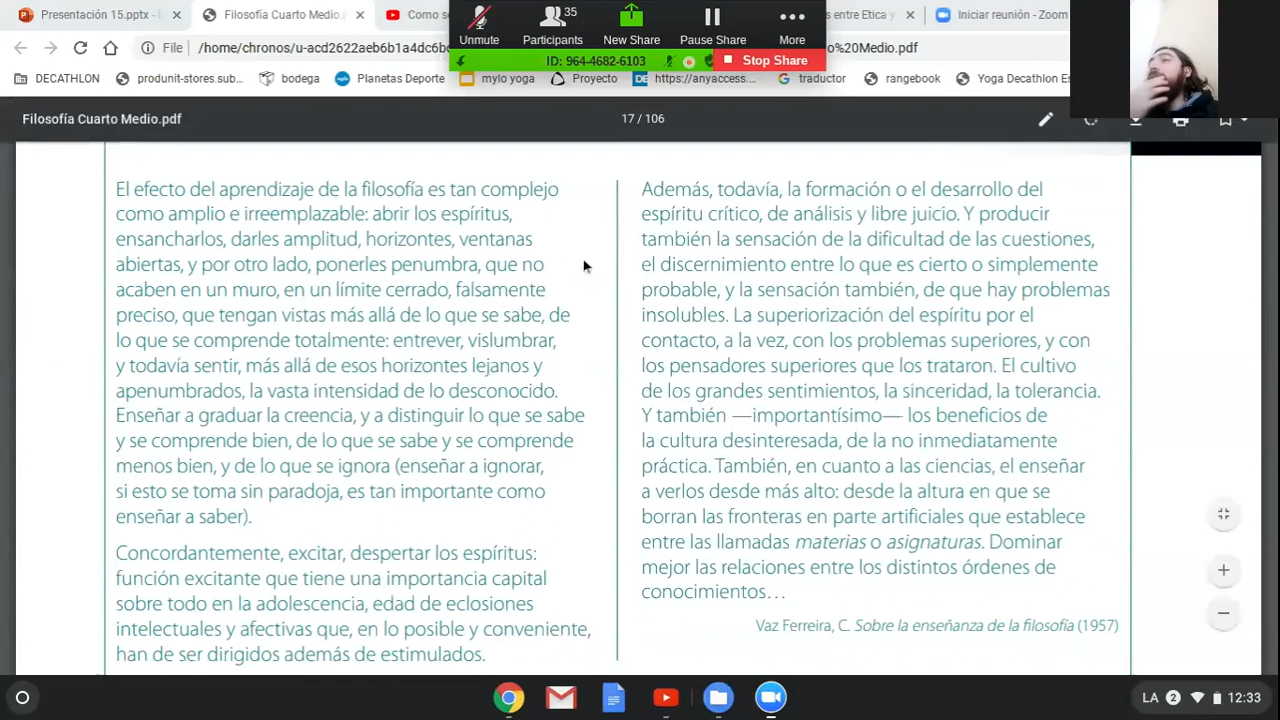 Presentación 15.pptx -
Filosofía Cuarto Medio
Como se
s entre Etica y
Iniciar reunión - Zoom
35
Unmute
Participants
New Share
Pause Share
More
ID: 964-4682-6103
Stop Share
File
/home/chronos/u-acd2622aeb6b1a4dc6bc
o%20Medio.pdf
DECATHLON
produnit-stores.sub...
bodega
Planetas Deporte
mylo yoga
Proyecto
https://anyaccess.
traductor
rangebook
Yoga Decathlon Es
Filosofía Cuarto Medio.pdf
17 / 106
El efecto del aprendizaje de la filosofía es tan complejo
como amplio e irreemplazable: abrir los espíritus,
ensancharlos, darles amplitud, horizontes, ventanas
abiertas, y por otro lado, ponerles penumbra, que no
acaben en un muro, en un límite cerrado, falsamente
preciso, que tengan vistas más allá de lo que se sabe, de
lo que se comprende totalmente: entrever, vislumbrar,
y todavía sentir, más allá de esos horizontes lejanos y
apenumbrados, la vasta intensidad de lo desconocido.
Enseñar a graduar la creencia, y a distinguir lo que se sabe
y se comprende bien, de lo que se sabe y se comprende
menos bien, y de lo que se ignora (enseñar a ignorar,
si esto se toma sin paradoja, es tan importante como
enseñar a saber).
Concordantemente, excitar, despertar los espíritus:
función excitante que tiene una importancia capital
sobre todo en la adolescencia, edad de eclosiones
intelectuales y afectivas que, en lo posible y conveniente,
han de ser dirigidos además de estimulados.
Además, todavía, la formación o el desarrollo del
espíritu crítico, de análisis y libre juicio. Y producir
también la sensación de la dificultad de las cuestiones,
el discernimiento entre lo que es cierto o simplemente
probable, y la sensación también, de que hay problemas
insolubles. La superiorización del espíritu por el
contacto, a la vez, con los problemas superiores, y con
los pensadores superiores que los trataron. El cultivo
de los grandes sentimientos, la sinceridad, la tolerancia.
Y también —importantísimo— los beneficios de
la cultura desinteresada, de la no inmediatamente
práctica. También, en cuanto a las ciencias, el enseñar
a verlos desde más alto: desde la altura en que se
borran las fronteras en parte artificiales que establece
entre las llamadas materias o asignaturas. Dominar
mejor las relaciones entre los distintos órdenes de
conocimientos…
Vaz Ferreira, C. Sobre la enseñanza de la filosofía (1957)
LA
2
12:33